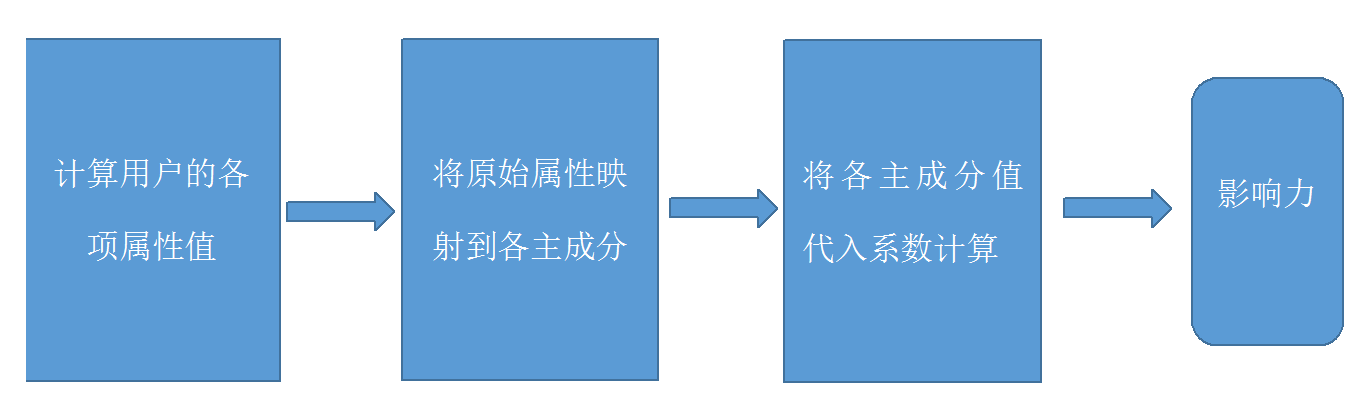 计算用户的各
项属性值
将原始属性映
射到各主成分
将各主成分值
代入系数计算
影响力